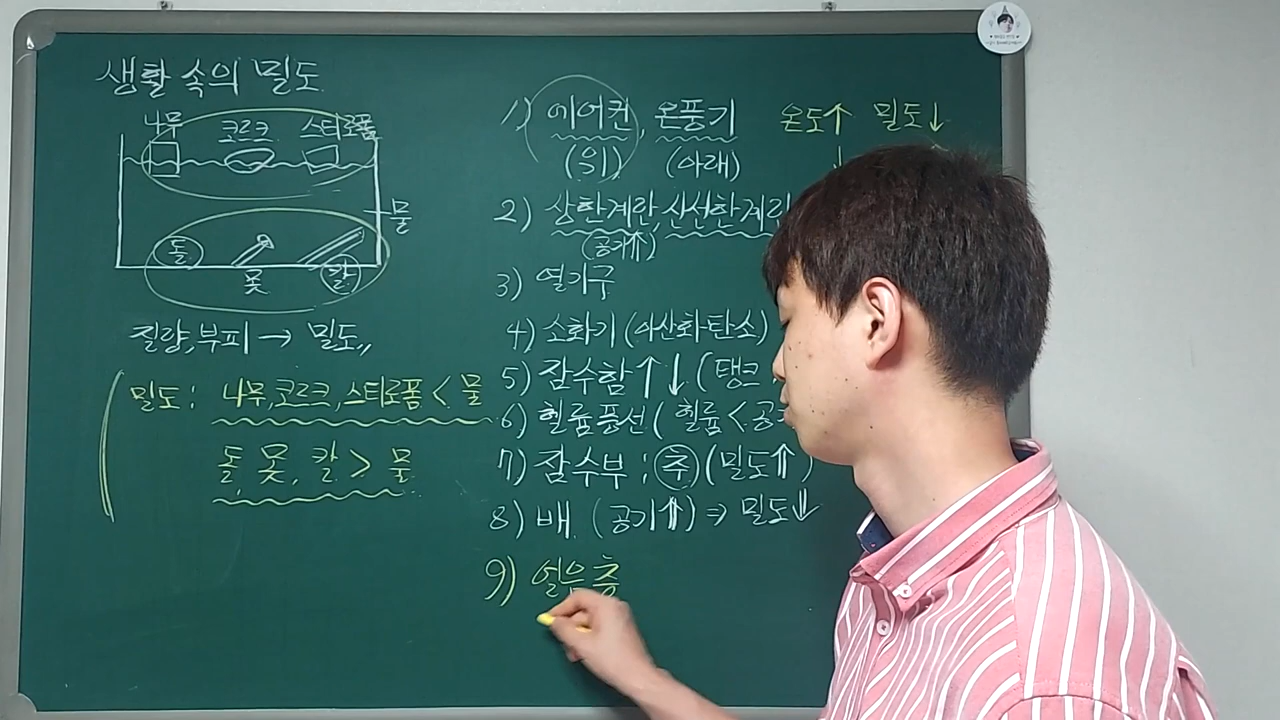 생활 속의 밀도
나무 코르크 스티로폼
물
돌 못 칼
질량, 부피 → 밀도,,
밀도 : 나무, 코르크, 스티로폼 < 물
돌, 못, 칼 > 물
1) 에어컨, 온풍기 온도↑ 밀도↓
(위) (아래) ↓
2) 상한계란, 신선한계란
(공기↑)
3) 열기구
4) 소화기 (이산화탄소)
5) 잠수함 ↑↓ (탱크
6) 헬륨풍선 ( 헬륨 < 공기
7) 잠수부 : 추 (밀도↑)
8) 배 (공기↑) ⇒ 밀도↓
9) 얼음층